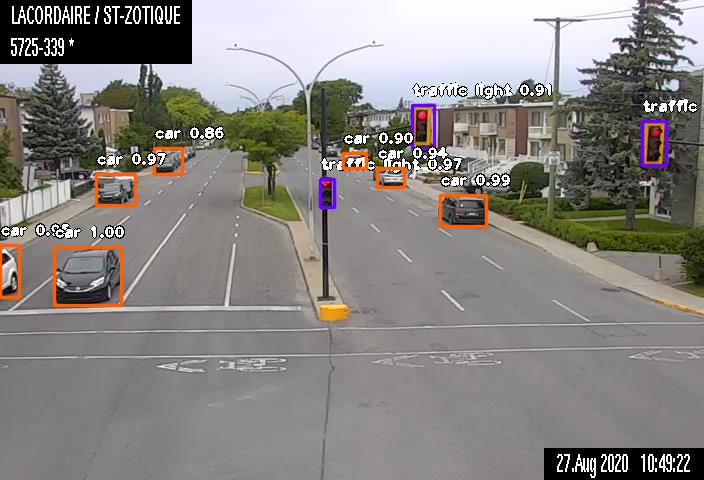 LACORDAIRE / ST-ZOTIQUE
5725-339 *
traffic light 0.91
traffic
car 0.86
car 0.90
car 0.94
car 0.97
traffic light 0.97
car 0.99
car 0.
car 1.00
27.Aug 2020 10:49:22